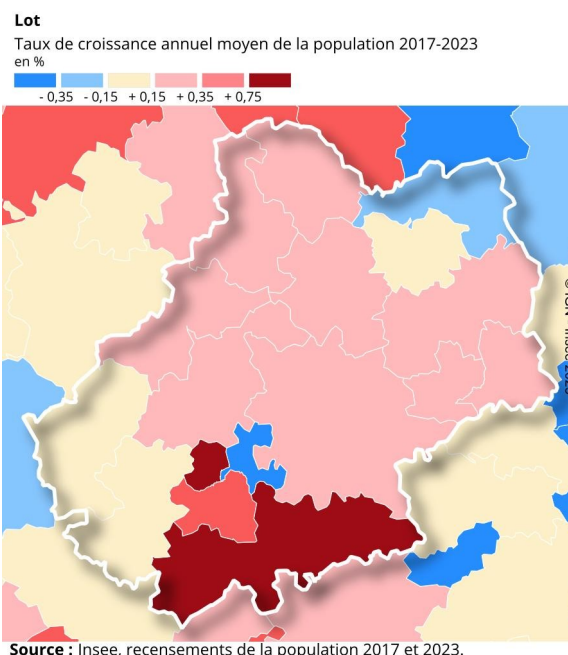 Lot
Taux de croissance annuel moyen de la population 2017-2023
en %
- 0,35 - 0,15 + 0,15 + 0,35 + 0,75
Source : Insee, recensements de la population 2017 et 2023.